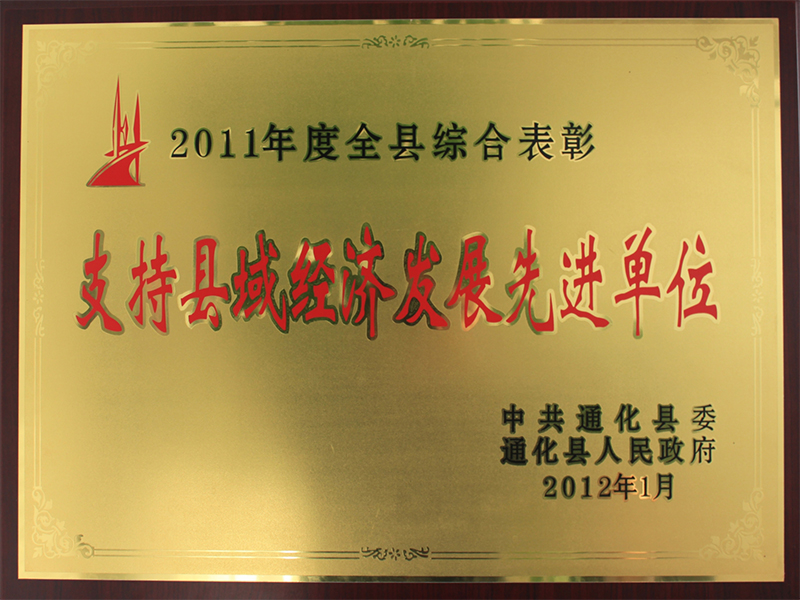 2011年度全县综合表彰
支持县域经济发展先进单位
中共通化县委
通化县人民政府
2012年1月